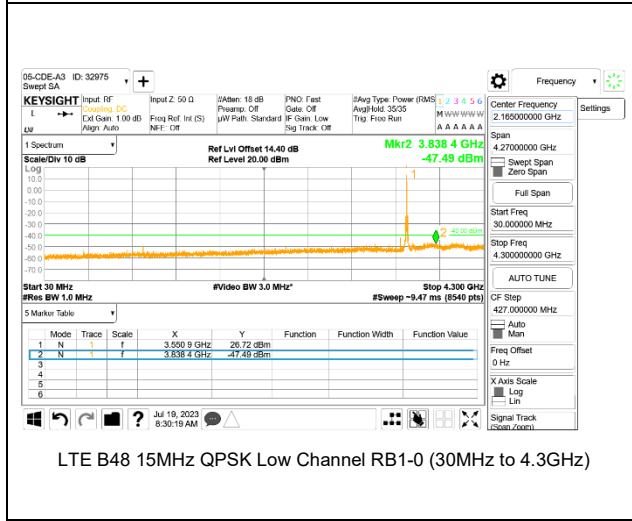 05-CDE-A3 ID: 32975
Swept SA
Frequency
KEYSIGHT
Input: RF
Input Z: 50 Ω
#Atten: 18 dB
PNO: Fast
#Avg Type: Power (RMS
1 2 3 4 5 6
Coupling: DC
Preamp: Off
Gate: Off
Avg|Hold: 35/35
M W W W W W
Ext Gain: 1.00 dB
Freq Ref: Int (S)
µW Path: Standard
IF Gain: Low
Trig: Free Run
Align: Auto
NFE: Off
Sig Track: Off
A A A A A A
L
Center Frequency
2.165000000 GHz
Settings
Span
4.27000000 GHz
Swept Span
Zero Span
Full Span
Start Freq
30.000000 MHz
Stop Freq
4.300000000 GHz
AUTO TUNE
CF Step
427.000000 MHz
Auto
Man
Freq Offset
0 Hz
X Axis Scale
Log
Lin
Signal Track
(Span Zoom)
1 Spectrum
Ref Lvl Offset 14.40 dB
Mkr2 3.838 4 GHz
Scale/Div 10 dB
Ref Level 20.00 dBm
-47.49 dBm
Log
10.0
0.00
-10.0
-20.0
-30.0
-40.0
-50.0
-60.0
-70.0
1
2
-40.00 dBm
Start 30 MHz
#Video BW 3.0 MHz*
Stop 4.300 GHz
#Res BW 1.0 MHz
#Sweep ~9.47 ms (8540 pts)
5 Marker Table
Mode Trace Scale X Y Function Function Width Function Value
1 N 1 f 3.550 9 GHz 26.72 dBm
2 N 1 f 3.838 4 GHz -47.49 dBm
3
4
5
6
Jul 19, 2023
8:30:19 AM
LTE B48 15MHz QPSK Low Channel RB1-0 (30MHz to 4.3GHz)